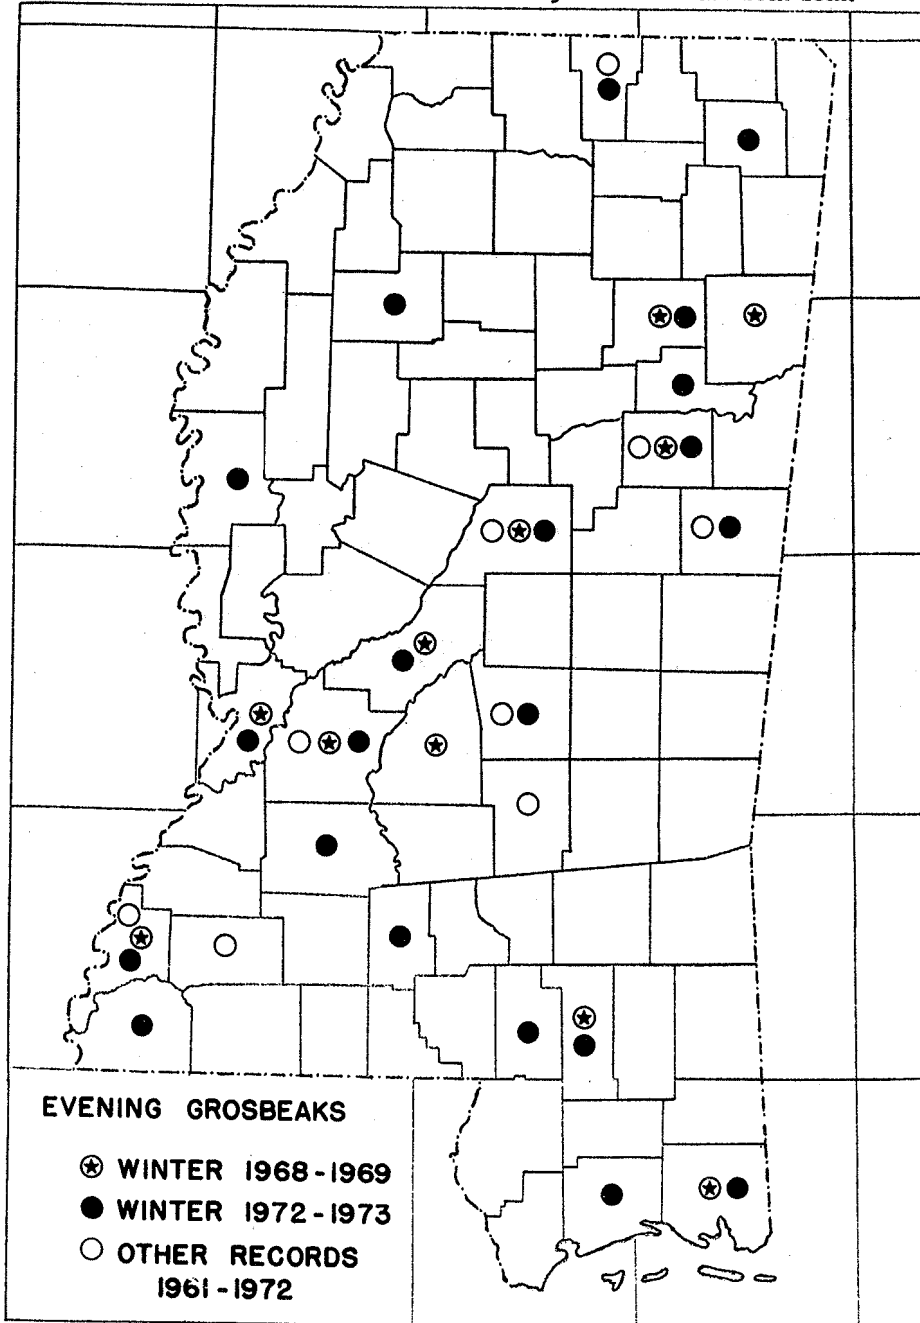 EVENING GROSBEAKS
WINTER 1968-1969
WINTER 1972-1973
OTHER RECORDS
1961-1972